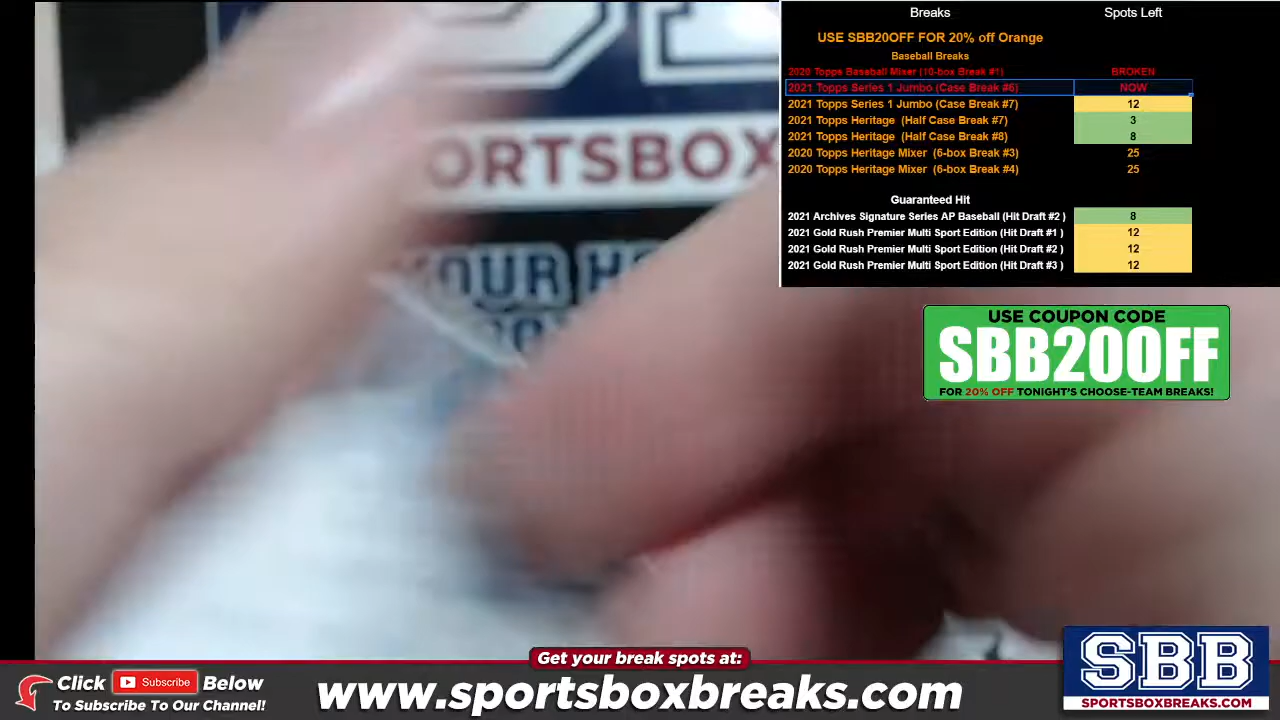 Breaks Spots Left
USE SBB20OFF FOR 20% off Orange
Baseball Breaks
2020 Topps Baseball Mixer (10-box Break #1) BROKEN
2021 Topps Series 1 Jumbo (Case Break #6) NOW
2021 Topps Series 1 Jumbo (Case Break #7) 12
2021 Topps Heritage (Half Case Break #7) 3
2021 Topps Heritage (Half Case Break #8) 8
2020 Topps Heritage Mixer (6-box Break #3) 25
2020 Topps Heritage Mixer (6-box Break #4) 25
Guaranteed Hit
2021 Archives Signature Series AP Baseball (Hit Draft #2 ) 8
2021 Gold Rush Premier Multi Sport Edition (Hit Draft #1 ) 12
2021 Gold Rush Premier Multi Sport Edition (Hit Draft #2 ) 12
2021 Gold Rush Premier Multi Sport Edition (Hit Draft #3 ) 12
ORTSBOX
YOUR H
USE COUPON CODE
SBB20OFF
FOR 20% OFF TONIGHT'S CHOOSE-TEAM BREAKS!
Get your break spots at:
Click Subscribe Below
To Subscribe To Our Channel!
www.sportsboxbreaks.com
SBB
SPORTSBOXBREAKS.COM